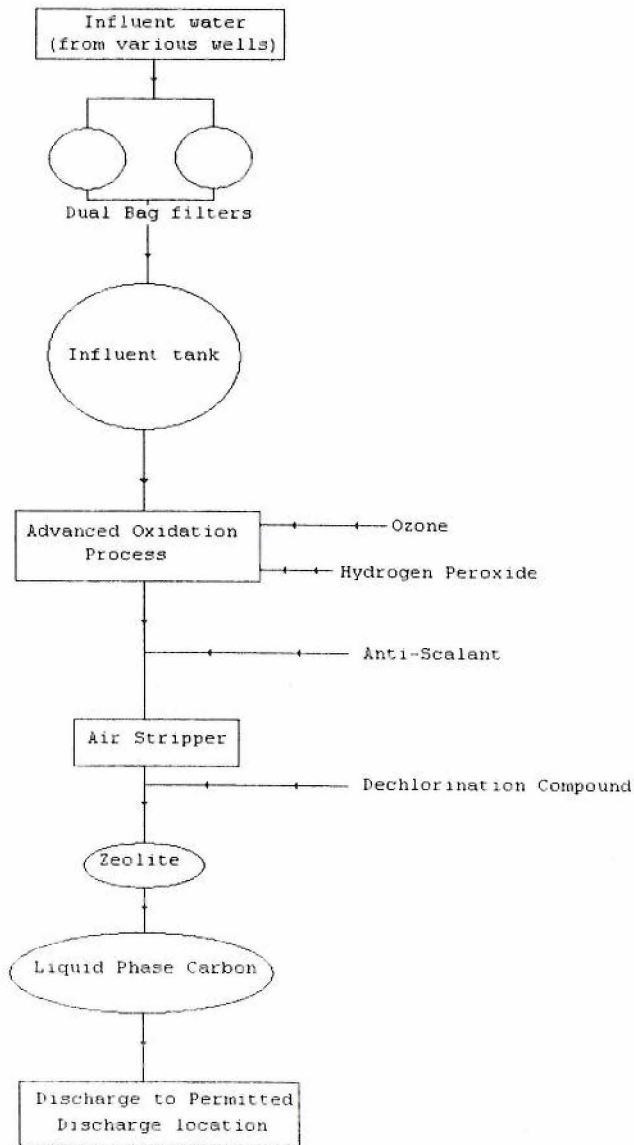 Influent water
(from various wells)
Dual Bag filters
Influent tank
Advanced Oxidation
Process
Ozone
Hydrogen Peroxide
Anti-Scalant
Air Stripper
Dechlorination Compound
Zeolite
Liquid Phase Carbon
Discharge to Permitted
Discharge location